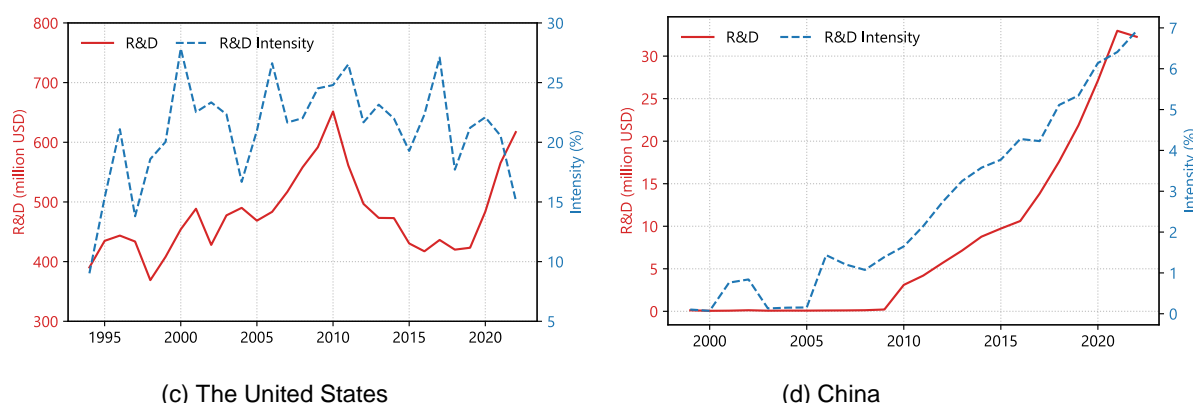 R&D R&D Intensity
R&D (million USD)
800
700
600
500
400
300
Intensity (%)
30
25
20
15
10
5
1995 2000 2005 2010 2015 2020
(c) The United States
R&D R&D Intensity
R&D (million USD)
30
25
20
15
10
5
0
Intensity (%)
7
6
5
4
3
2
1
0
2000 2005 2010 2015 2020
(d) China